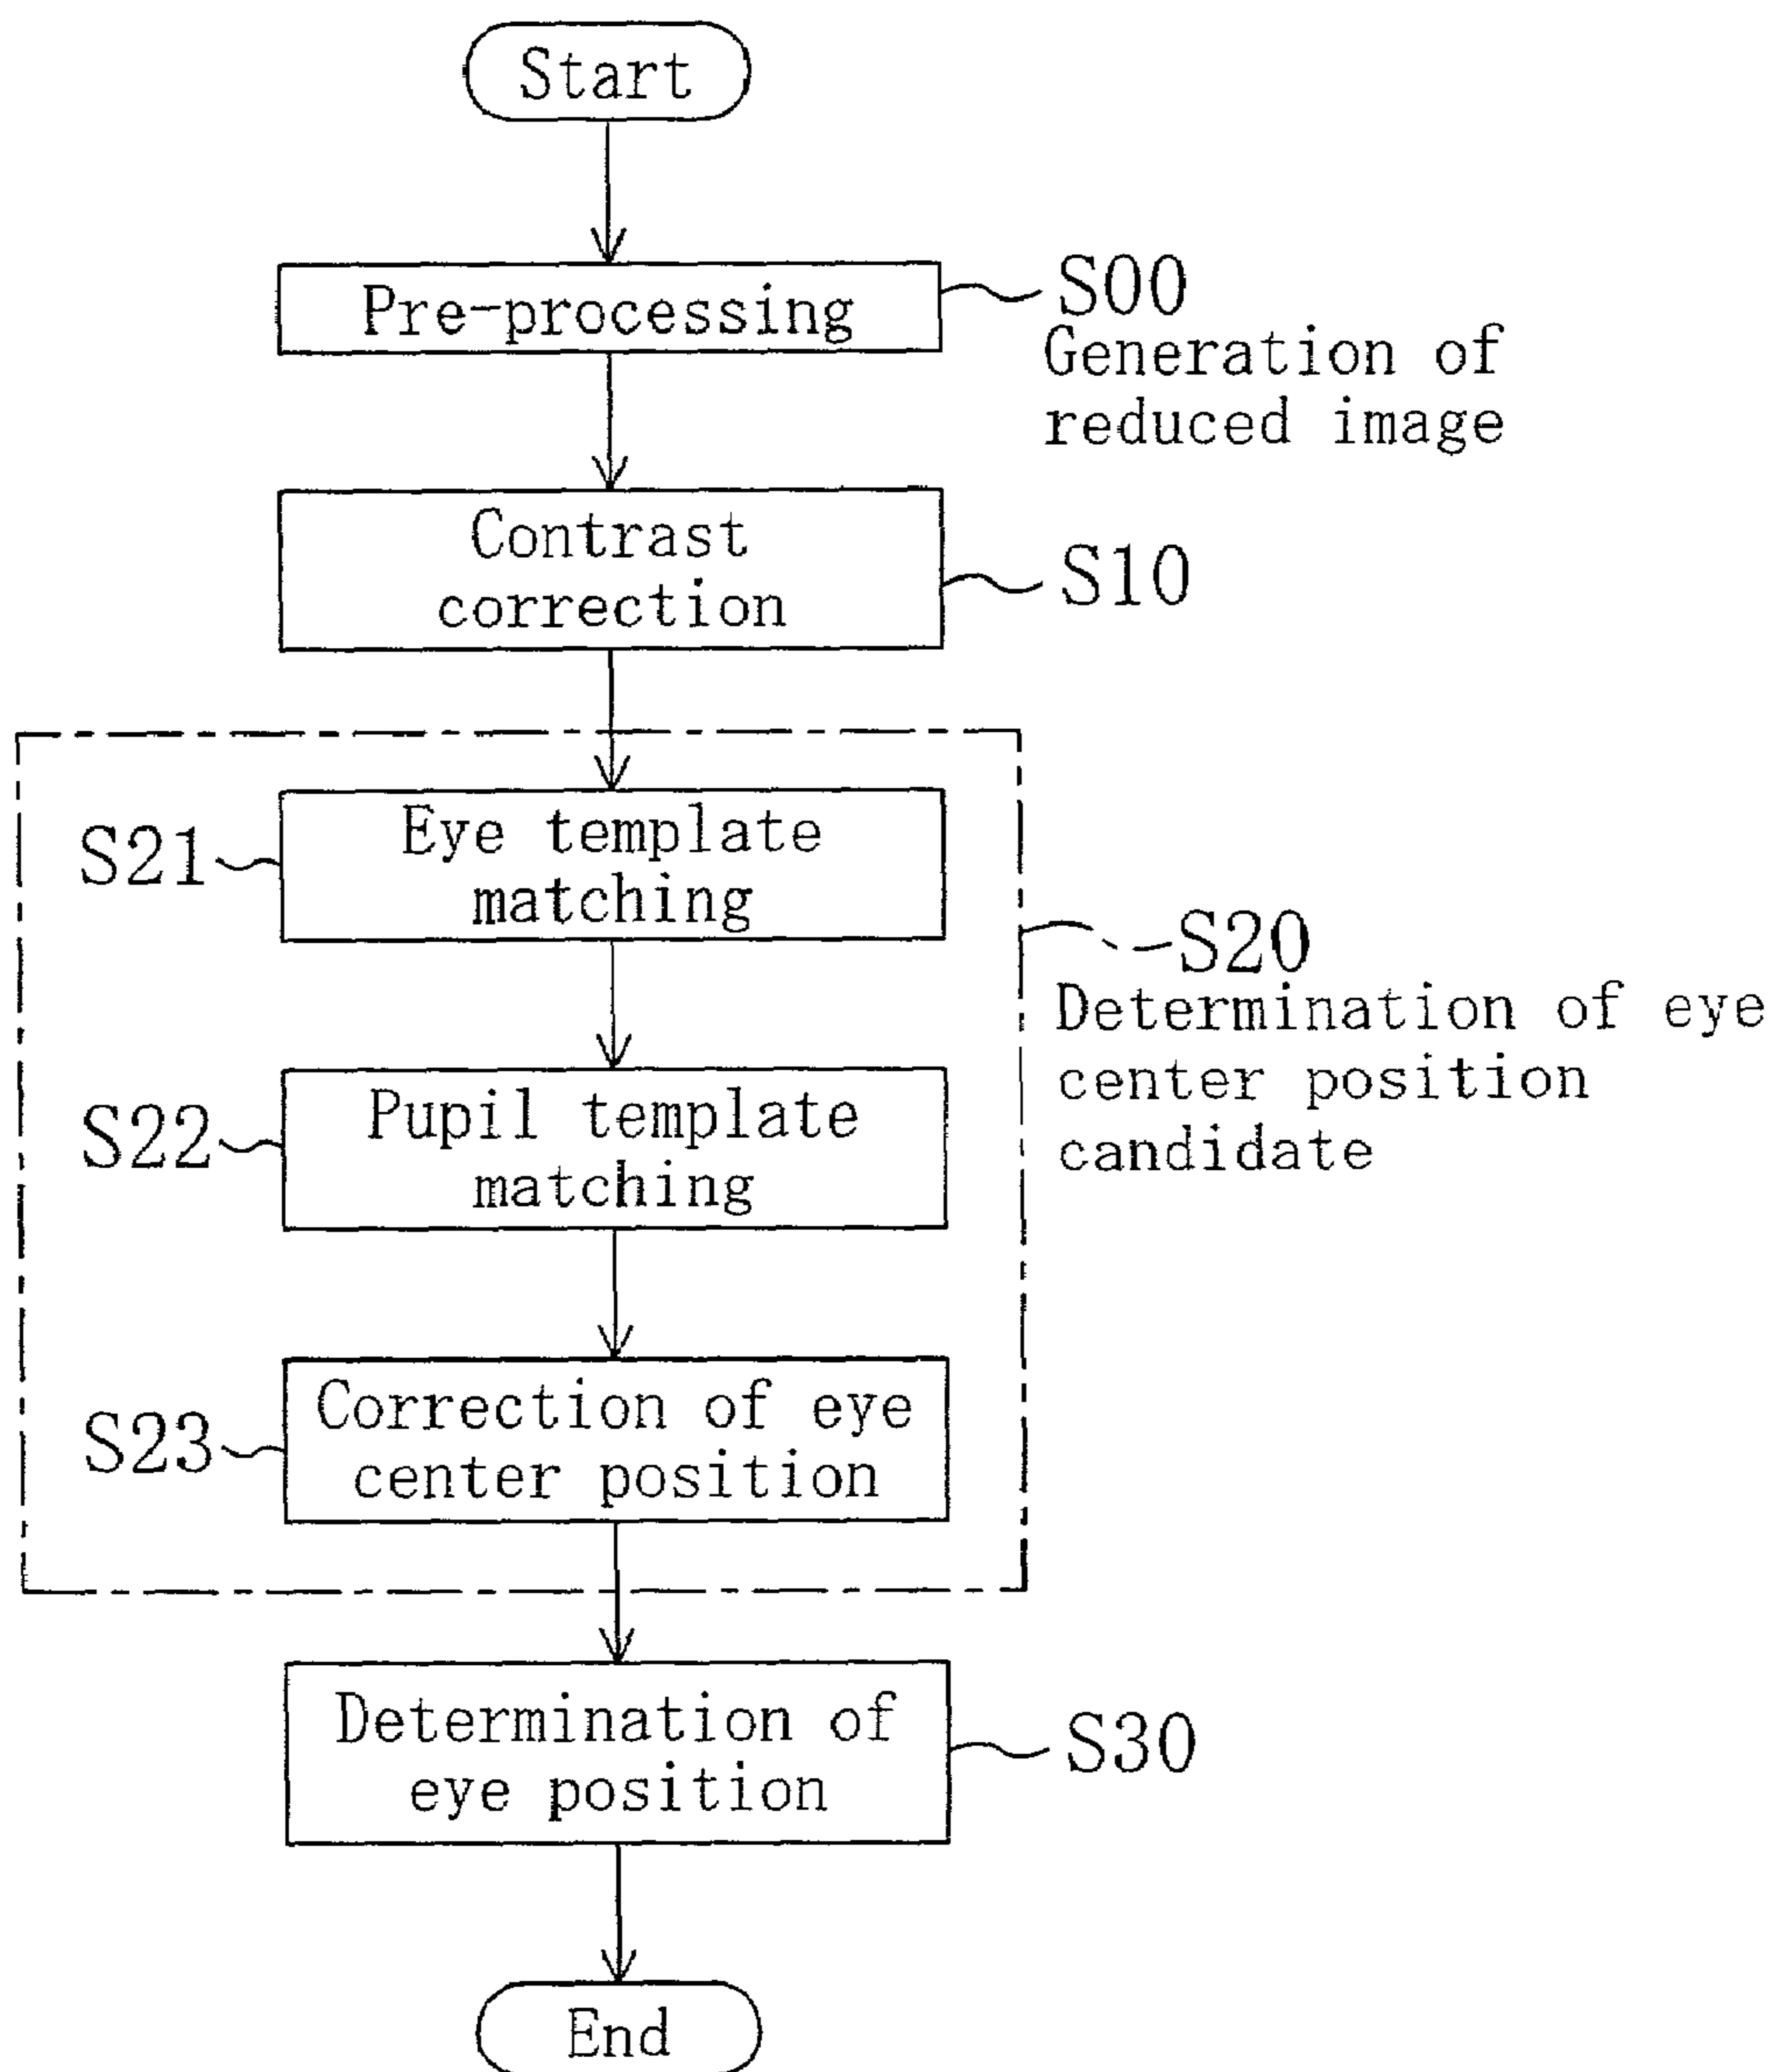 Start
Pre-processing
S00
Generation of
reduced image
Contrast
correction
S10
S21
Eye template
matching
S20
Determination of eye
center position
candidate
S22
Pupil template
matching
S23
Correction of eye
center position
Determination of
eye position
S30
End